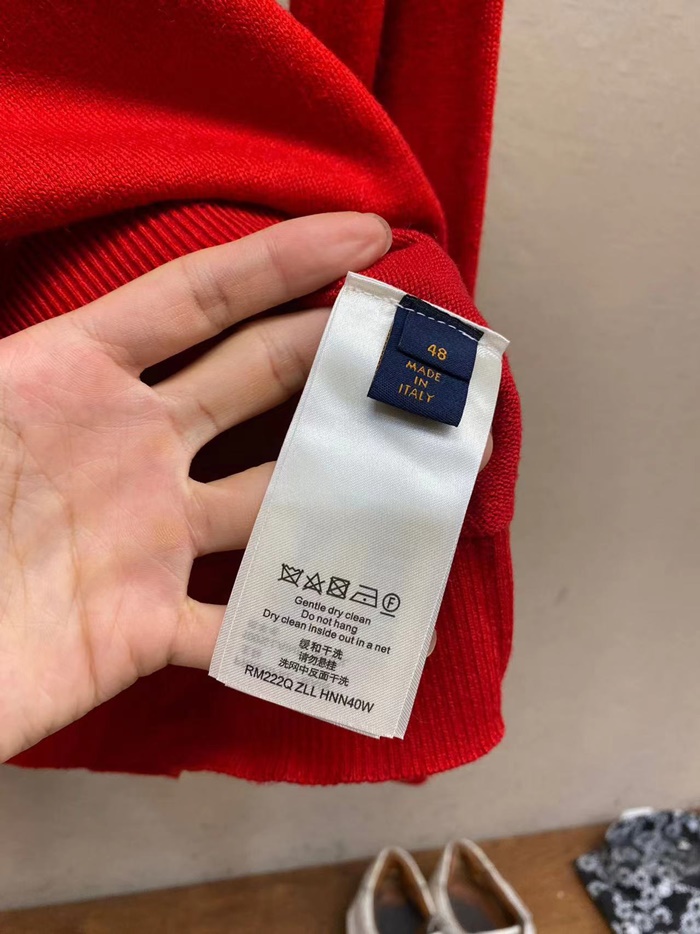 48
MADE
IN
ITALY
F
Gentle dry clean
Do not hang
Dry clean inside out in a net
缓和干洗
请勿悬挂
洗网中反面干洗
RM222Q ZLL HNN40W